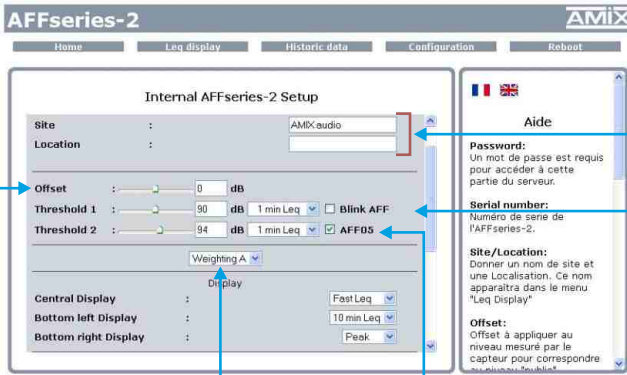 AFFseries-2
AMIX
Home Leq display Historic data Configuration Reboot
Internal AFFseries-2 Setup
Site : AMIX audio
Location :
Offset : 0 dB
Threshold 1 : 90 dB 1 min Leq Blink AFF
Threshold 2 : 94 dB 1 min Leq AFF05
Weighting A
Display
Central Display : Fast Leq
Bottom left Display : 10 min Leq
Bottom right Display : Peak
Aide
Password:
Un mot de passe est requis
pour accéder à cette
partie du serveur.
Serial number:
Numéro de serie de
l'AFFseries-2.
Site/Location:
Donner un nom de site et
une Localisation. Ce nom
apparaîtra dans le menu
"Leq Display"
Offset:
Offset à appliquer au
niveau mesuré par le
capteur pour correspondre
au niveau "public"